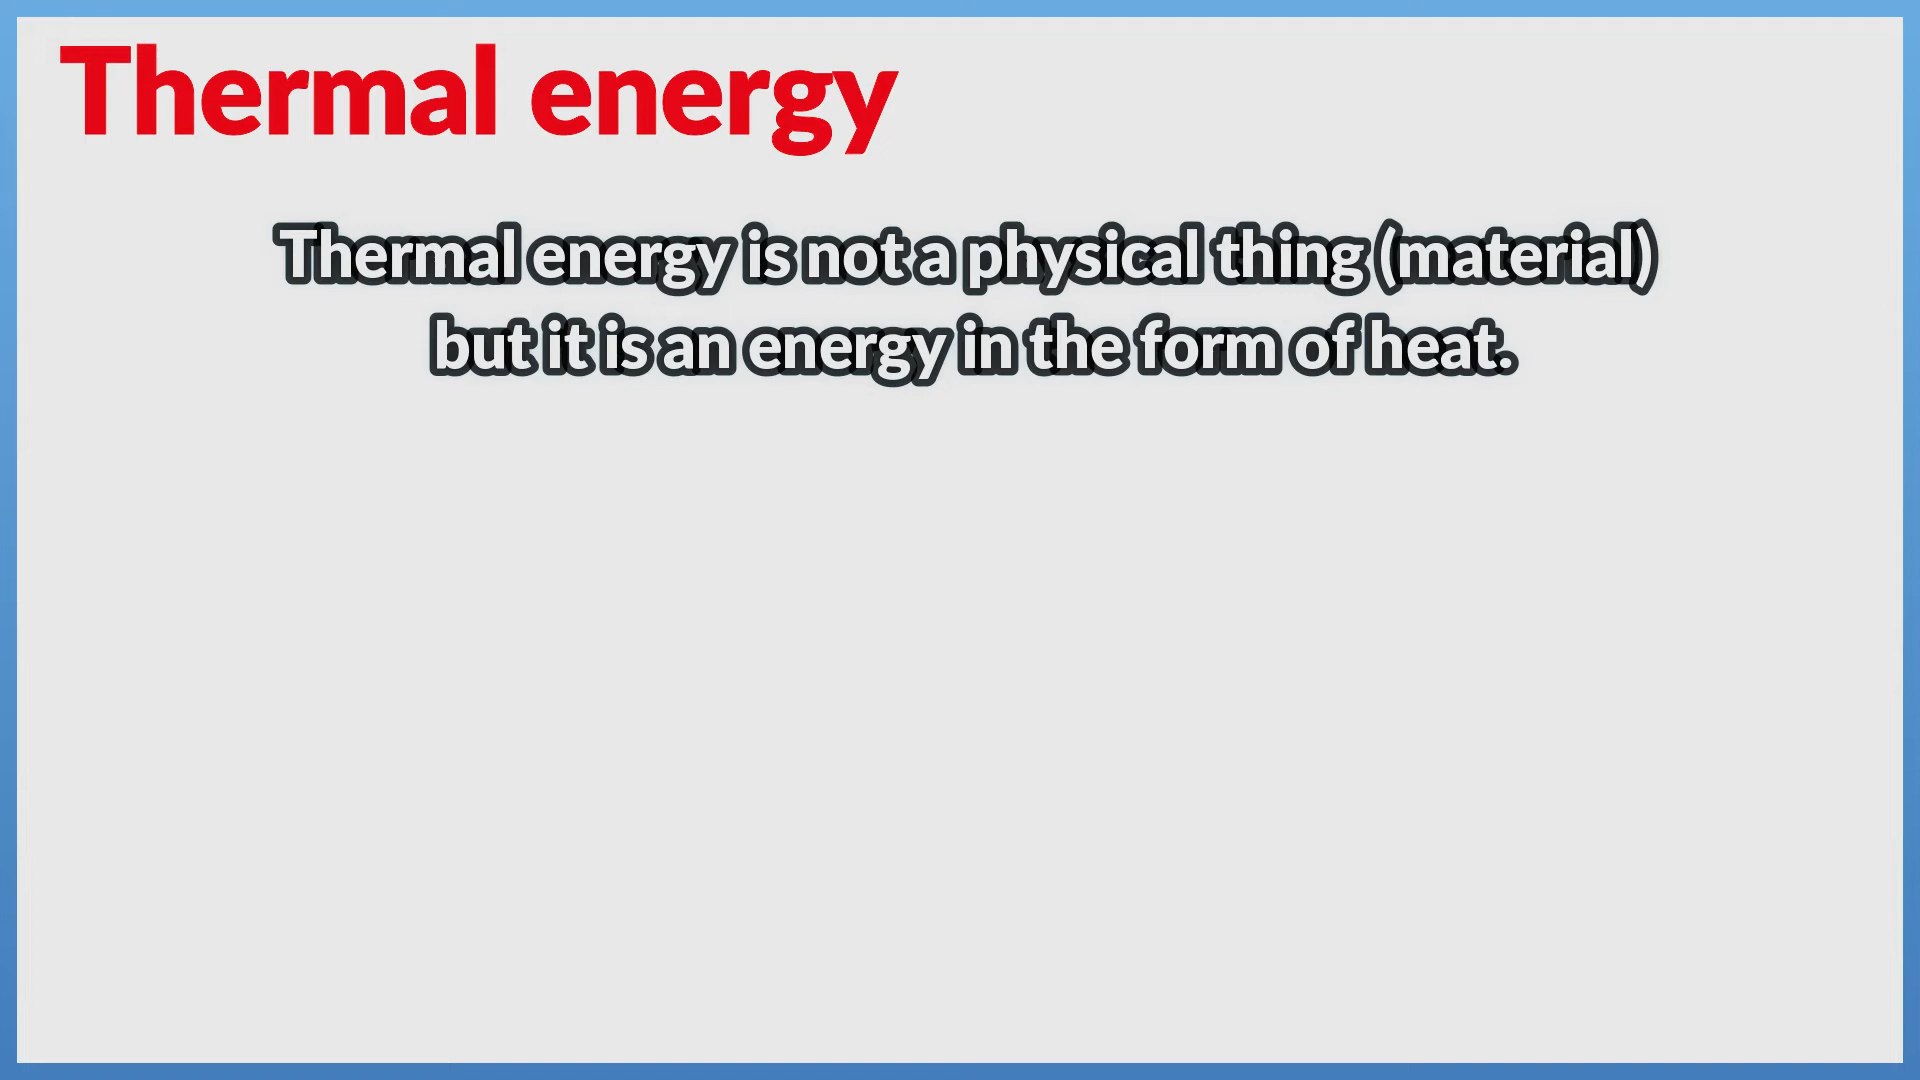 Thermal energy
Thermal energy is not a physical thing (material)
but it is an energy in the form of heat.